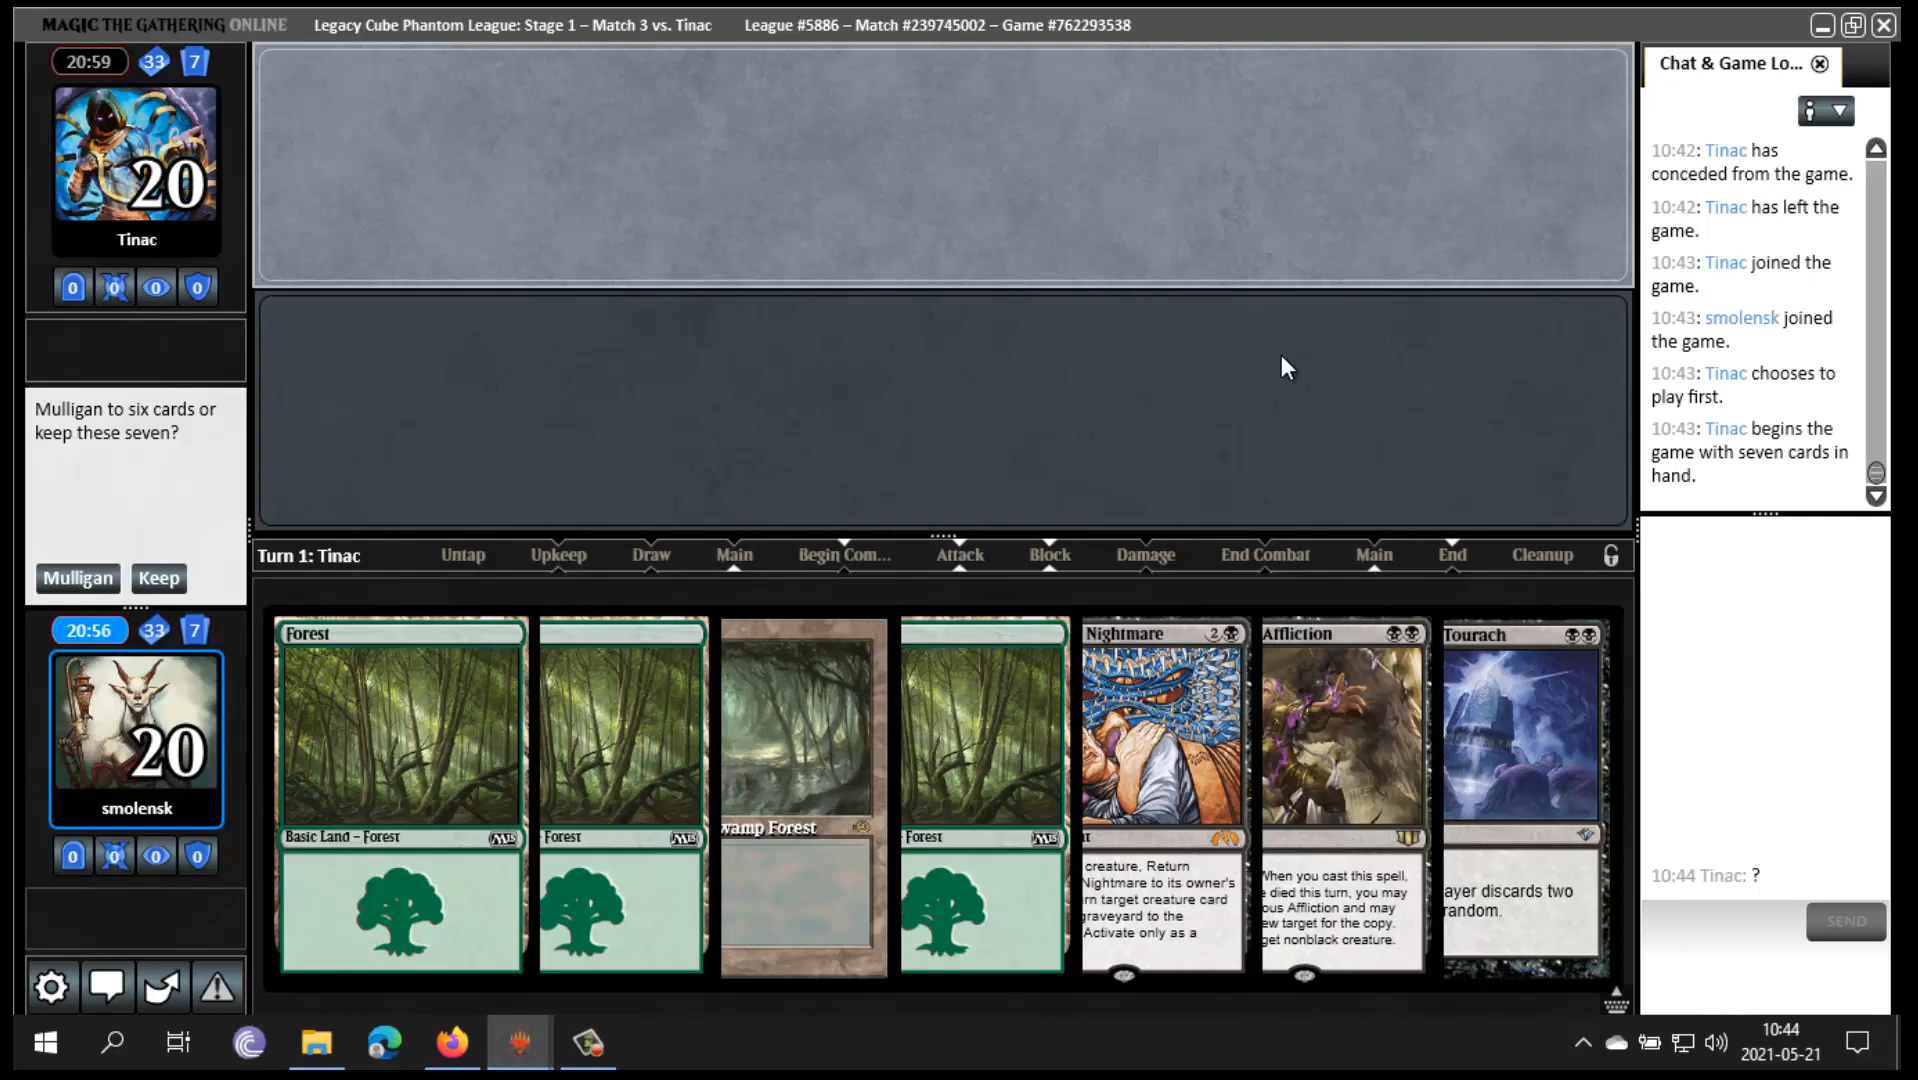 MAGIC THE GATHERING ONLINE
Legacy Cube Phantom League: Stage 1 – Match 3 vs. Tinac
League #5886 – Match #239745002 – Game #762293538
20:59
33
7
20
Tinac
0
0
0
0
Mulligan to six cards or
keep these seven?
Mulligan
Keep
20:56
33
7
20
smolensk
0
0
0
0
Turn 1: Tinac
Untap
Upkeep
Draw
Main
Begin Com...
Attack
Block
Damage
End Combat
Main
End
Cleanup
Forest
Basic Land – Forest
- Forest
wamp Forest
- Forest
Nightmare 2
creature, Return
Nightmare to its owner's
rn target creature card
graveyard to the
Activate only as a
Affliction
When you cast this spell,
e died this turn, you may
ous Affliction and may
ew target for the copy.
get nonblack creature.
Tourach
ayer discards two
random.
Chat & Game Lo...
10:42: Tinac has
conceded from the game.
10:42: Tinac has left the
game.
10:43: Tinac joined the
game.
10:43: smolensk joined
the game.
10:43: Tinac chooses to
play first.
10:43: Tinac begins the
game with seven cards in
hand.
10:44 Tinac: ?
SEND
10:44
2021-05-21